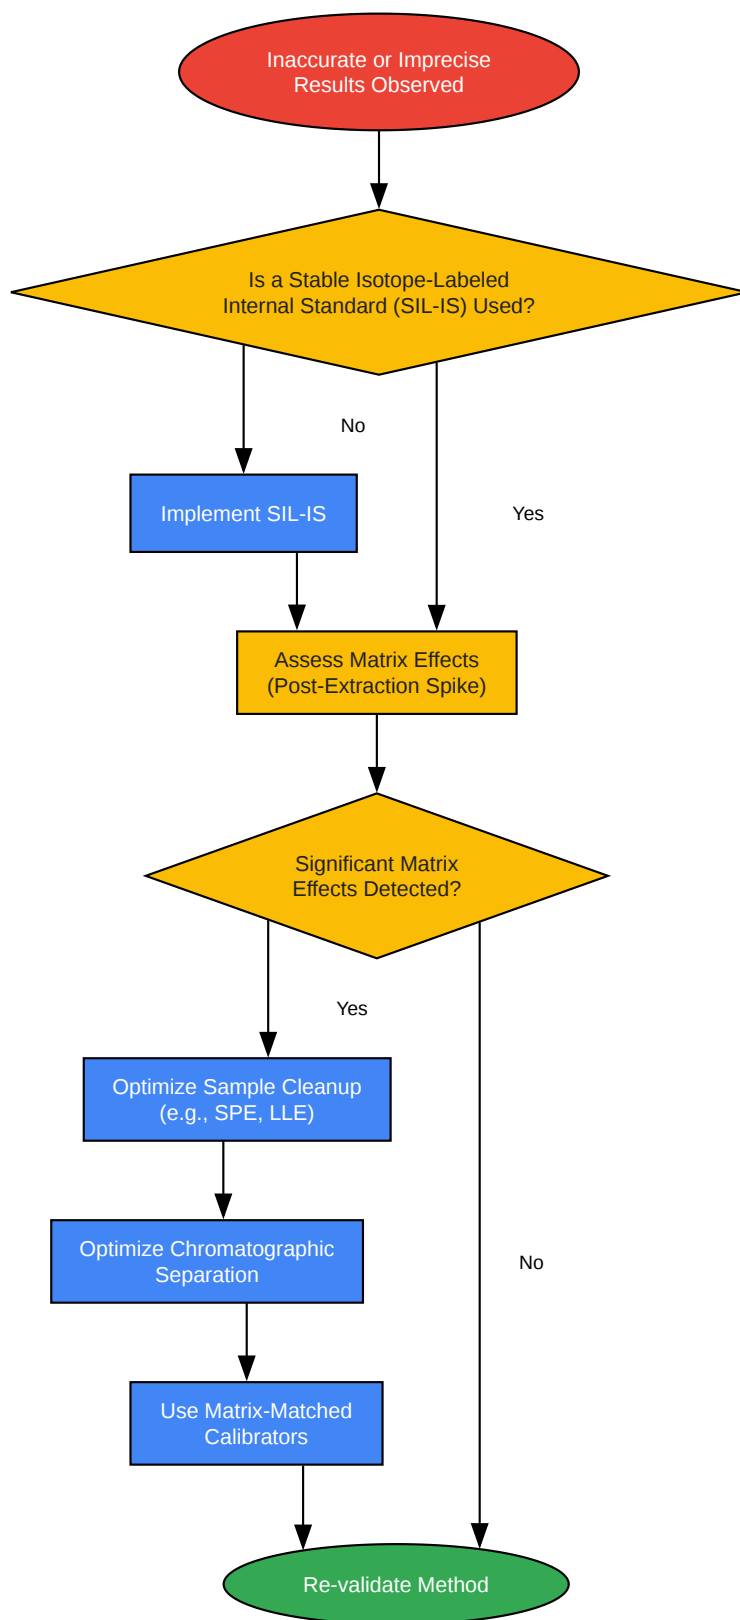 Inaccurate or Imprecise
Results Observed
Is a Stable Isotope-Labeled
Internal Standard (SIL-IS) Used?
No
Implement SIL-IS
Yes
Assess Matrix Effects
(Post-Extraction Spike)
Significant Matrix
Effects Detected?
Yes
Optimize Sample Cleanup
(e.g., SPE, LLE)
Optimize Chromatographic
Separation
No
Use Matrix-Matched
Calibrators
Re-validate Method